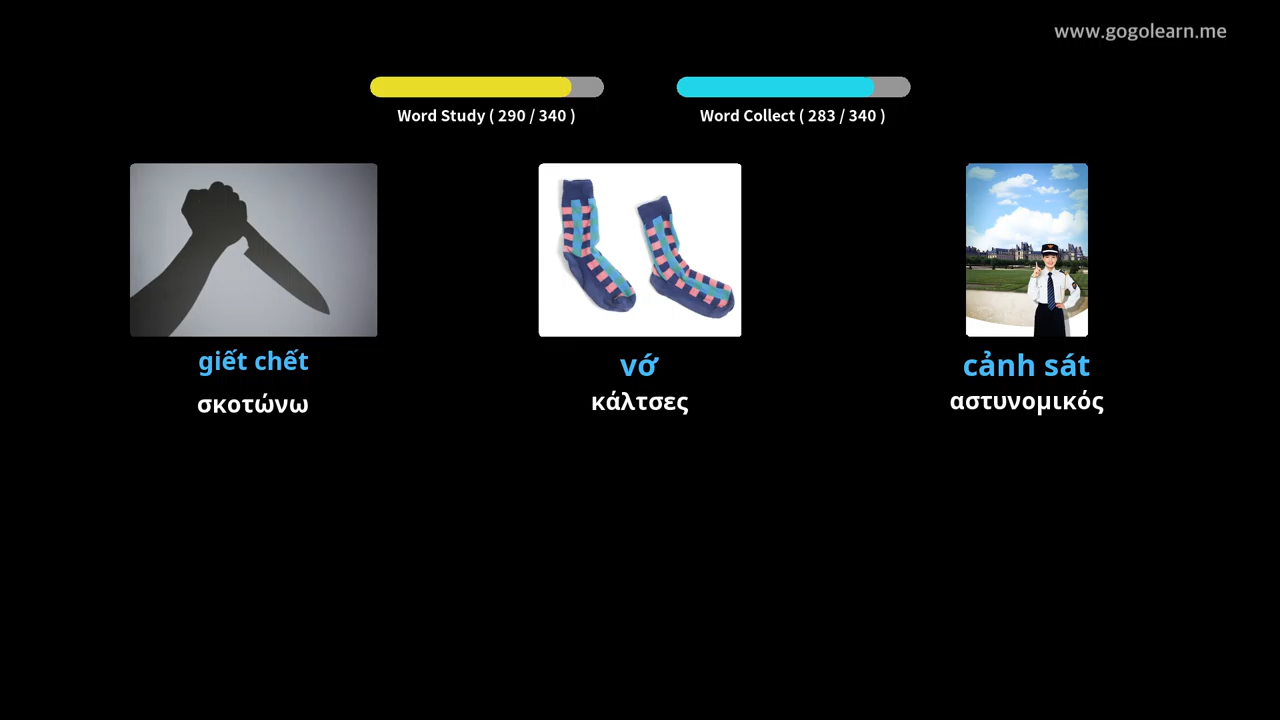 www.gogolearn.me
Word Study ( 290 / 340 )
Word Collect ( 283 / 340 )
giết chết
σκοτώνω
vớ
κάλτσες
cảnh sát
αστυνομικός